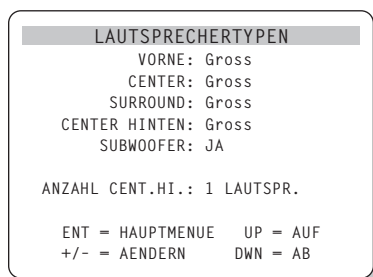 LAUTSPRECHERTYPEN
VORNE: Gross
CENTER: Gross
SURROUND: Gross
CENTER HINTEN: Gross
SUBWOOFER: JA
ANZAHL CENT.HI.: 1 LAUTSPR.
ENT = HAUPTMENUE UP = AUF
+/- = AENDERN DWN = AB